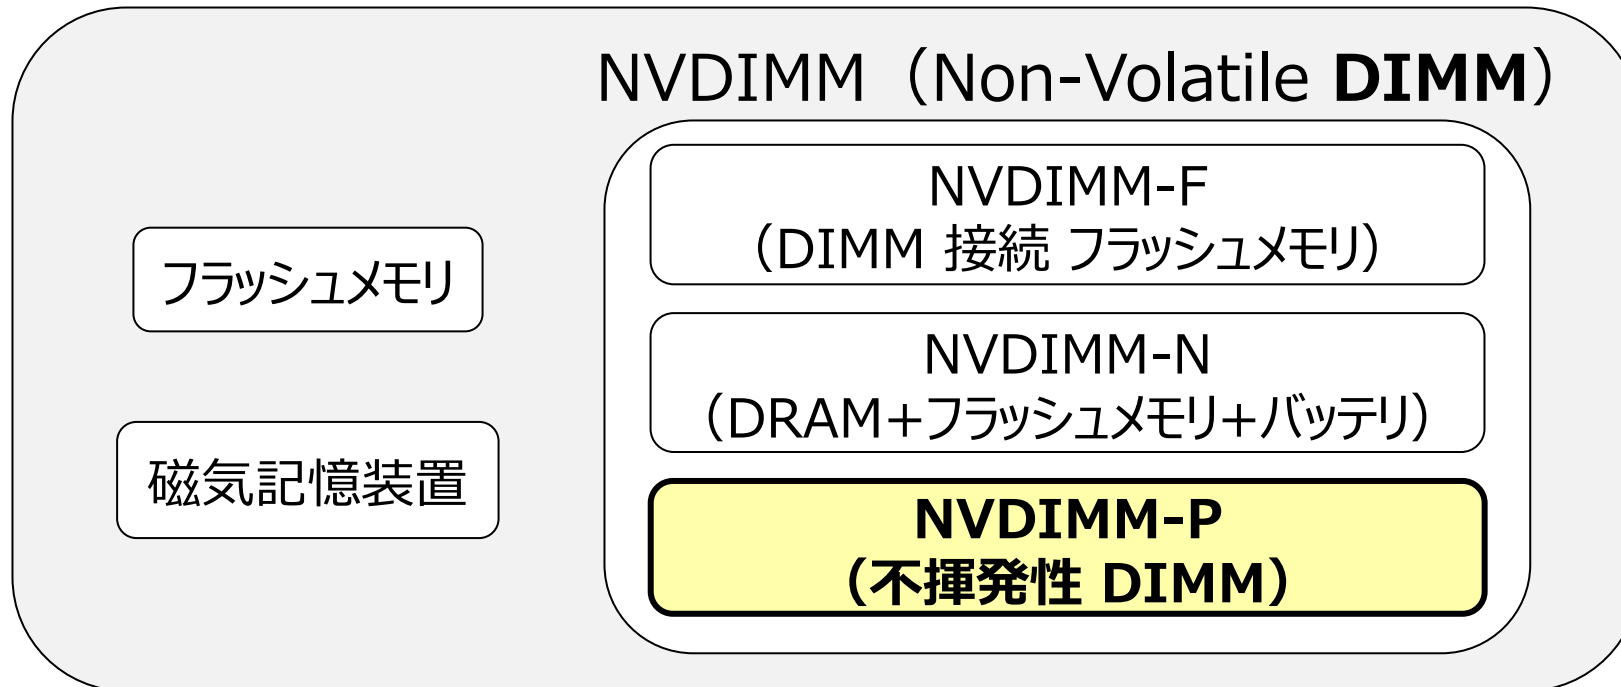 NVDIMM（Non-Volatile DIMM）
NVDIMM-F
（DIMM 接続 フラッシュメモリ）
フラッシュメモリ
NVDIMM-N
（DRAM+フラッシュメモリ+バッテリ）
磁気記憶装置
NVDIMM-P
（不揮発性 DIMM）